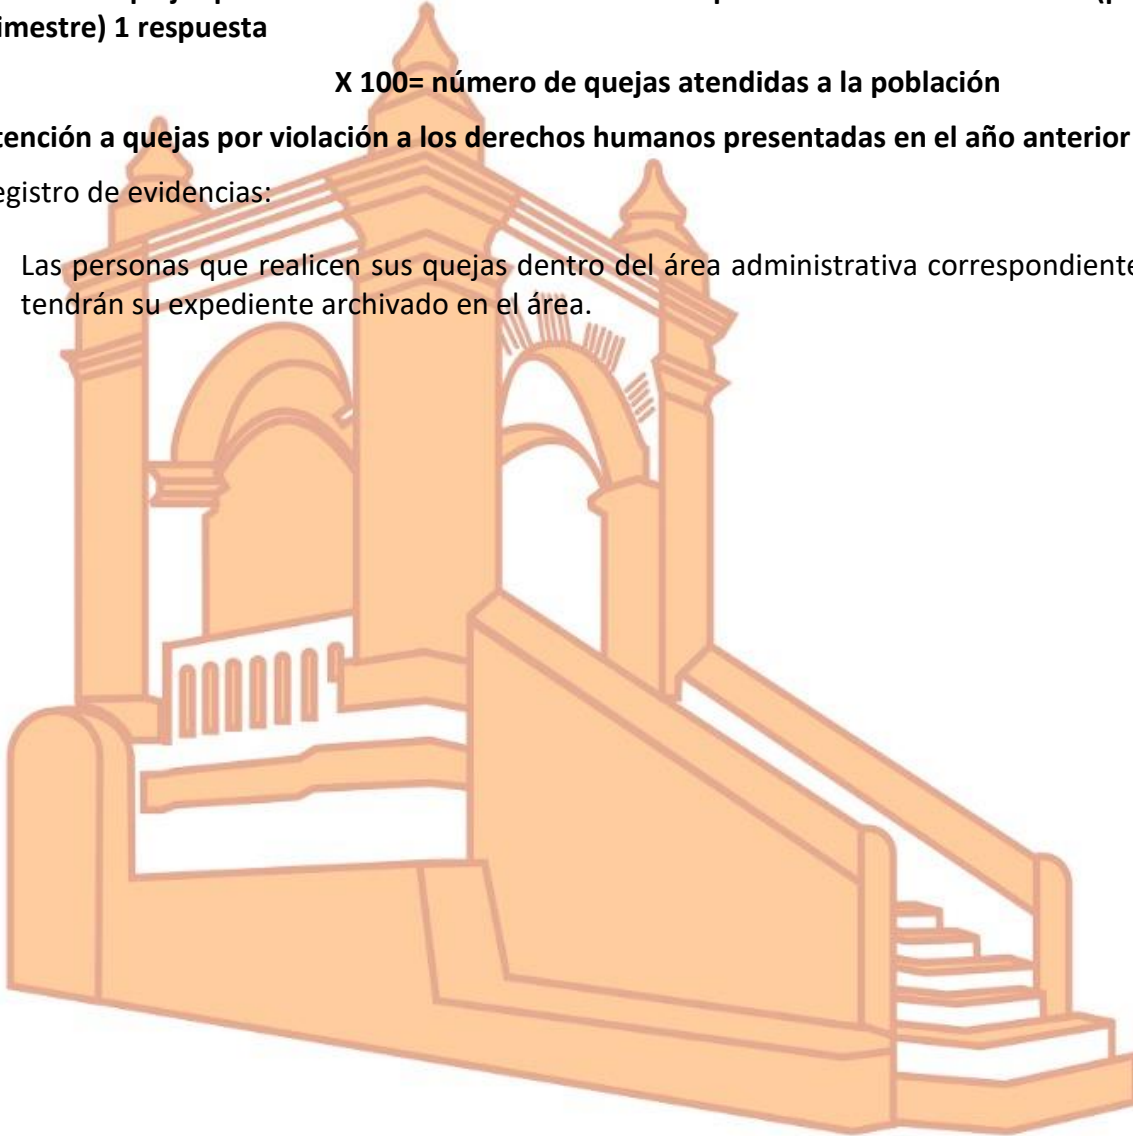 imestre) 1 respuesta
X 100= número de quejas atendidas a la población
tención a quejas por violación a los derechos humanos presentadas en el año anterior
egistro de evidencias:
Las personas que realicen sus quejas dentro del área administrativa correspondiente
tendrán su expediente archivado en el área.